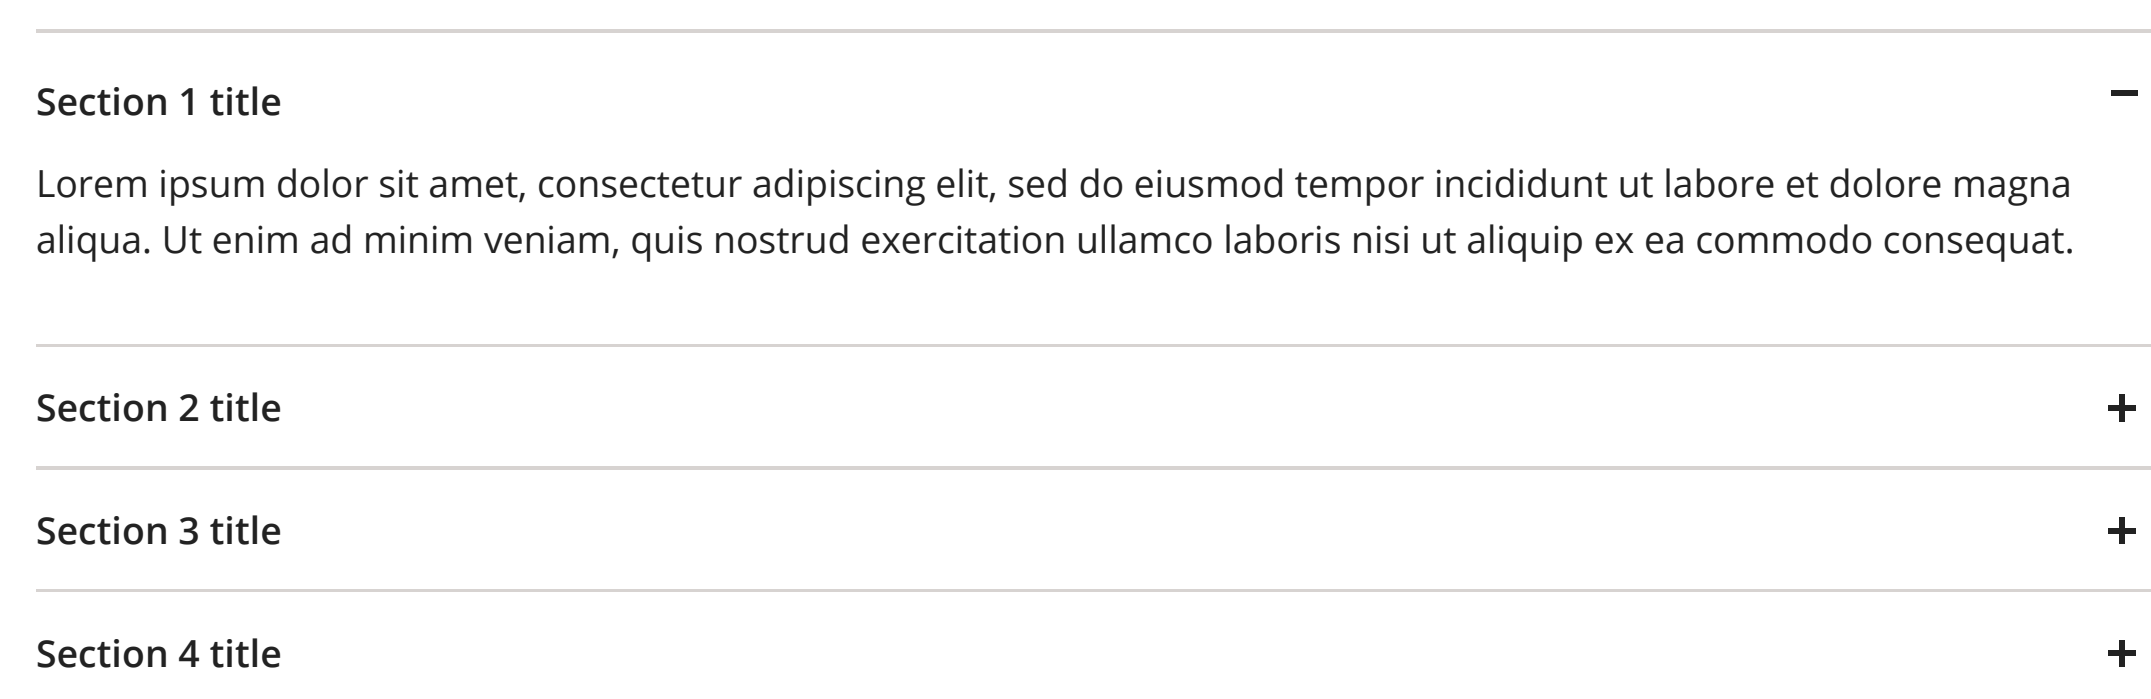 Section 1 title
Lorem ipsum dolor sit amet, consectetur adipiscing elit, sed do eiusmod tempor incididunt ut labore et dolore magna
aliqua. Ut enim ad minim veniam, quis nostrud exercitation ullamco laboris nisi ut aliquip ex ea commodo consequat.
Section 2 title
Section 3 title
Section 4 title